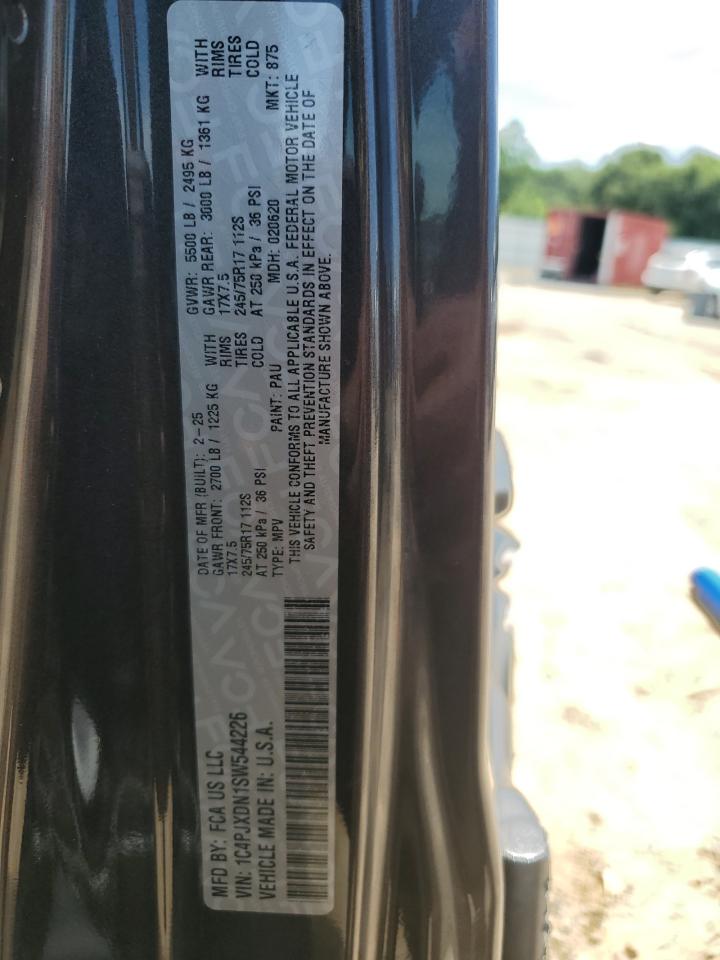 MFD BY: FCA US LLC
DATE OF MFR (BUILT): 2-25
GVWR: 5500 LB / 2495 KG
GAWR FRONT: 2700 LB / 1225 KG WITH
17X7.5 RIMS
245/75R17 112S TIRES
AT 250 kPa / 36 PSI COLD
GAWR REAR: 3000 LB / 1361 KG WITH
17X7.5 RIMS
245/75R17 112S TIRES
AT 250 kPa / 36 PSI COLD
VIN: 1C4PJXDN1SW544226
TYPE: MPV PAINT: PAU MDH: 020620 MKT: 875
VEHICLE MADE IN: U.S.A.
THIS VEHICLE CONFORMS TO ALL APPLICABLE U.S.A. FEDERAL MOTOR VEHICLE
SAFETY AND THEFT PREVENTION STANDARDS IN EFFECT ON THE DATE OF
MANUFACTURE SHOWN ABOVE.